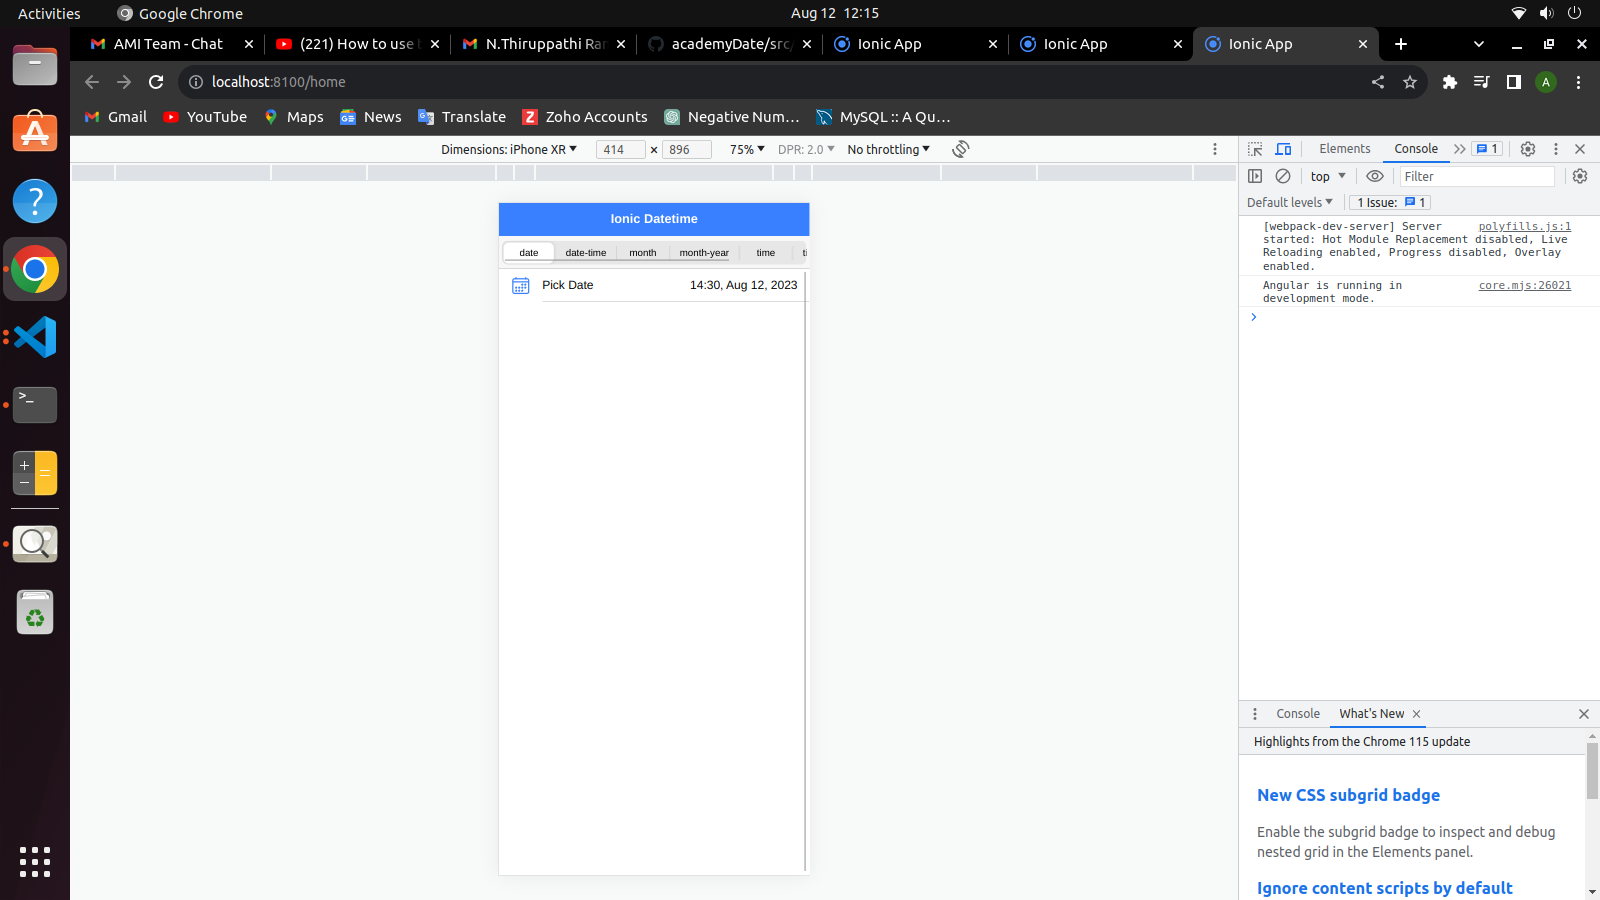 Activities
Google Chrome
Aug 12 12:15
AMI Team - Chat
(221) How to use
N.Thiruppathi Ra
academyDate/src/
Ionic App
Ionic App
Ionic App
localhost:8100/home
A
Gmail
YouTube
Maps
News
Translate
Zoho Accounts
Negative Num...
MySQL :: A Qu...
Dimensions: iPhone XR
414
×
896
75%
DPR: 2.0
No throttling
Elements
Console
1
top
Filter
Default levels
1 Issue:
1
Ionic Datetime
date
date-time
month
month-year
time
Pick Date
14:30, Aug 12, 2023
[webpack-dev-server] Server
polyfills.js:1
started: Hot Module Replacement disabled, Live
Reloading enabled, Progress disabled, Overlay
enabled.
Angular is running in
core.mjs:26021
development mode.
Console
What's New
Highlights from the Chrome 115 update
New CSS subgrid badge
Enable the subgrid badge to inspect and debug
nested grid in the Elements panel.
Ignore content scripts by default